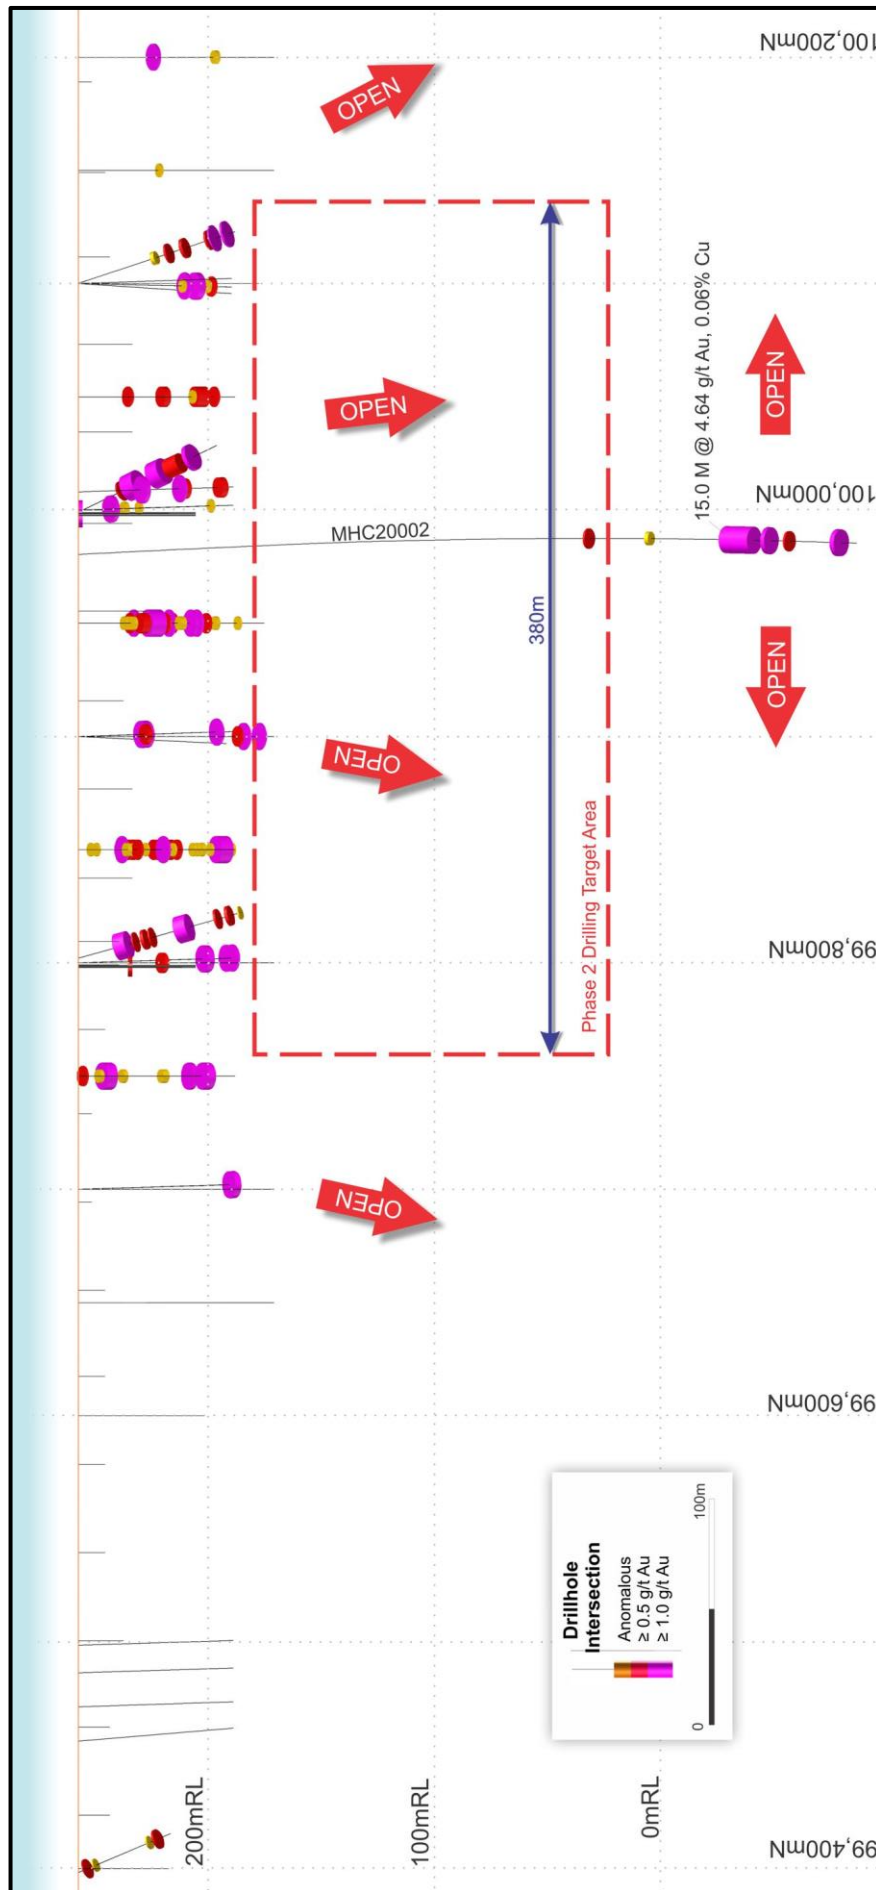 100,200mN
OPEN
OPEN
OPEN
15.0 M @ 4.64 g/t Au, 0.06% Cu
100,000mN
MHC20002
380m
OPEN
OPEN
Phase 2 Drilling Target Area
99,800mN
OPEN
99,600mN
Drillhole
Intersection
Anomalous
≥ 0.5 g/t Au
≥ 1.0 g/t Au
0
100m
200mRL
100mRL
0mRL
99,400mN